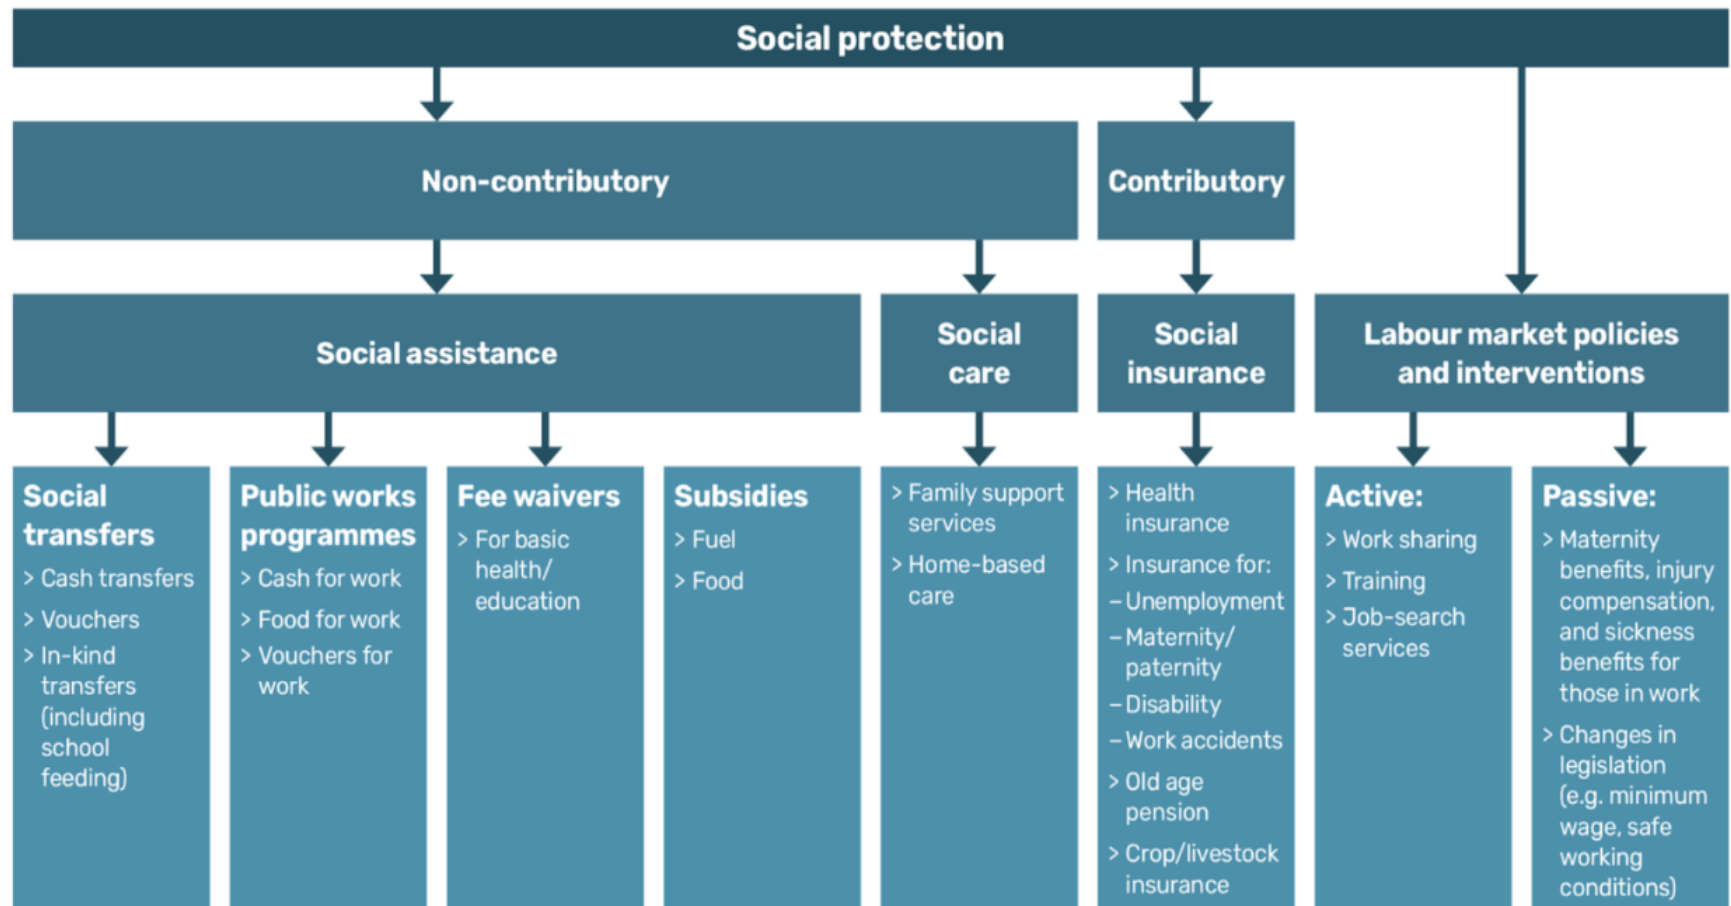 Social protection
Non-contributory
Contributory
Social assistance
Social
care
Social
insurance
Labour market policies
and interventions
Social
transfers
> Cash transfers
> Vouchers
> In-kind
transfers
(including
school
feeding)
Public works
programmes
> Cash for work
> Food for work
> Vouchers for
work
Fee waivers
> For basic
health/
education
Subsidies
> Fuel
> Food
> Family support
services
> Home-based
care
> Health
insurance
> Insurance for:
– Unemployment
– Maternity/
paternity
– Disability
– Work accidents
> Old age
pension
> Crop/livestock
insurance
Active:
> Work sharing
> Training
> Job-search
services
Passive:
> Maternity
benefits, injury
compensation,
and sickness
benefits for
those in work
> Changes in
legislation
(e.g. minimum
wage, safe
working
conditions)